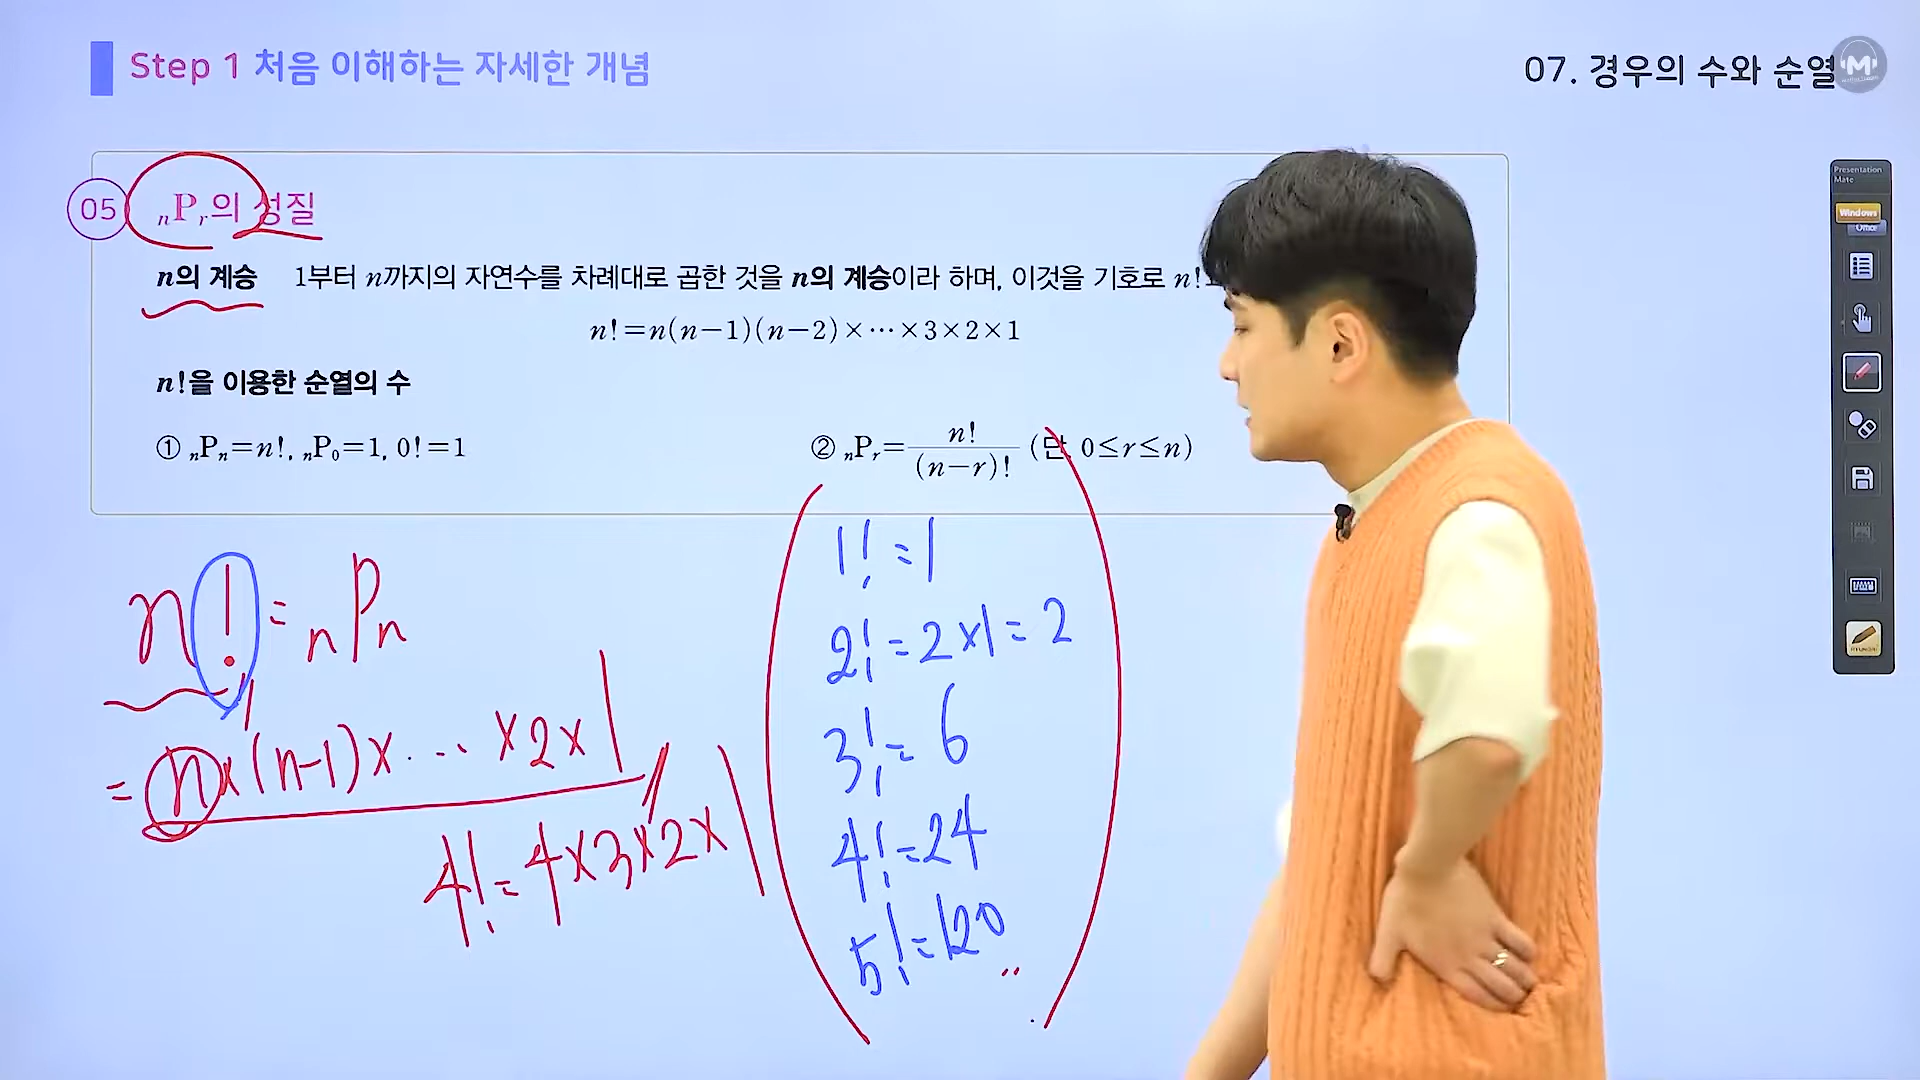 Step 1 처음 이해하는 자세한 개념
07. 경우의 수와 순열
M
05 nPr의 성질
n의 계승 1부터 n까지의 자연수를 차례대로 곱한 것을 n의 계승이라 하며, 이것을 기호로 n!
n!=n(n-1)(n-2)×⋯×3×2×1
n!을 이용한 순열의 수
① nPn=n!, nP0=1, 0!=1
② nPr=n!/(n-r)! (단, 0≤r≤n)
n! = nPn
= n×(n-1)×...×2×1
4!=4×3×2×1
1!=1
2!=2×1=2
3!=6
4!=24
5!=120
Presentation
Mate
Windows
Office